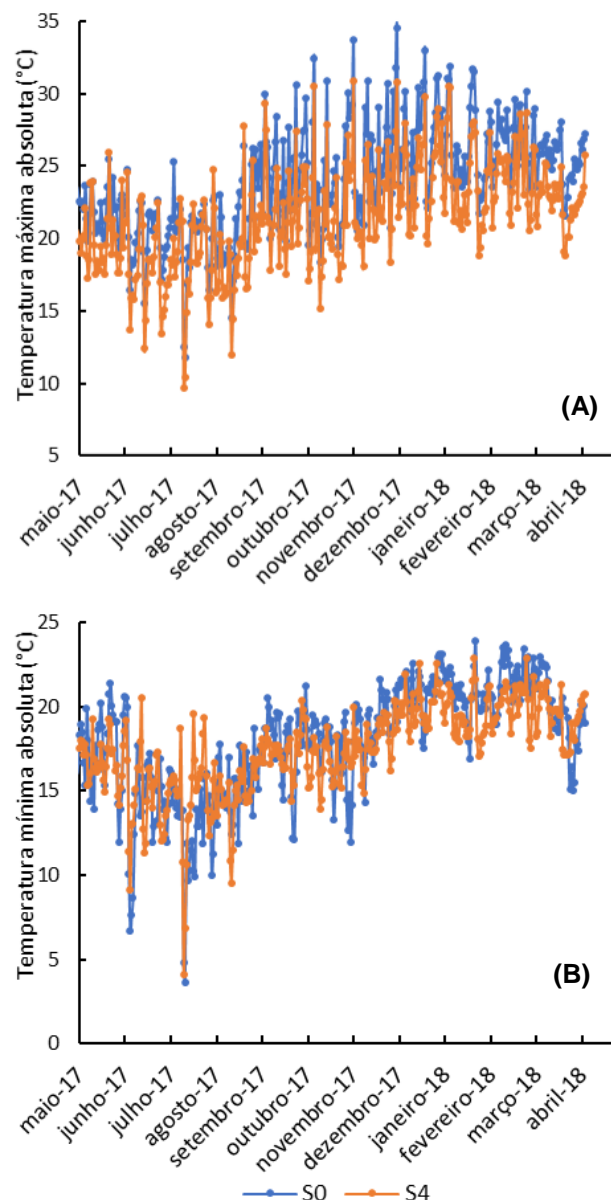 Temperatura máxima absoluta (°C)
35
30
25
20
15
10
5
(A)
maio-17
junho-17
julho-17
agosto-17
setembro-17
outubro-17
novembro-17
dezembro-17
janeiro-18
fevereiro-18
março-18
abril-18
Temperatura mínima absoluta (°C)
25
20
15
10
5
0
(B)
maio-17
junho-17
julho-17
agosto-17
setembro-17
outubro-17
novembro-17
dezembro-17
janeiro-18
fevereiro-18
março-18
abril-18
S0 S4